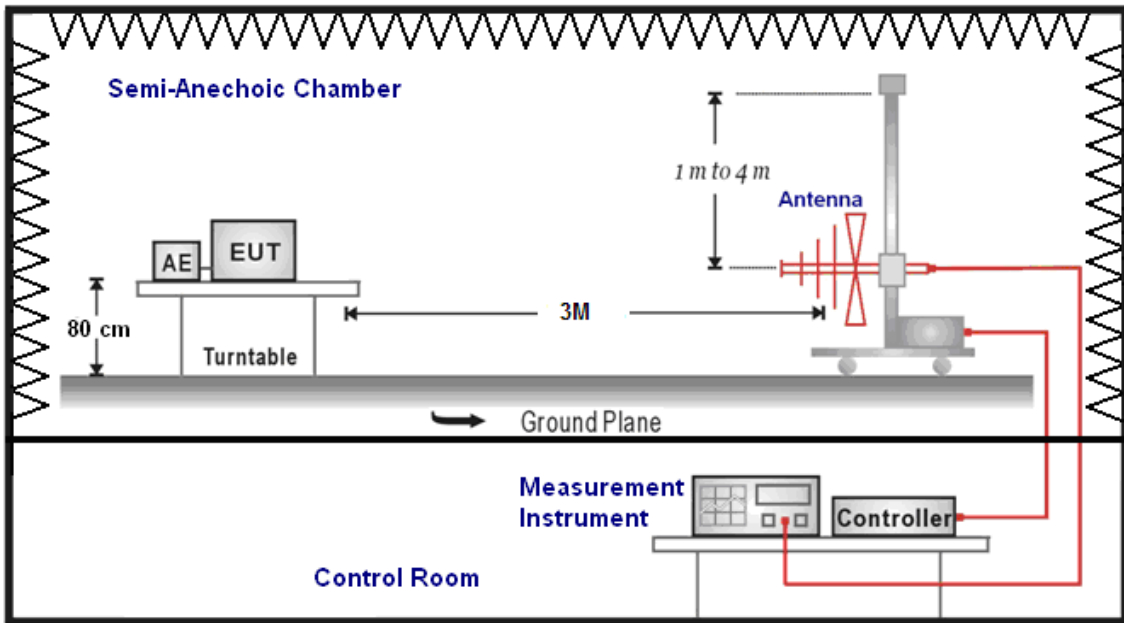 Semi-Anechoic Chamber
1 m to 4 m
Antenna
AE
EUT
80 cm
3M
Turntable
Ground Plane
Measurement
Instrument
Controller
Control Room